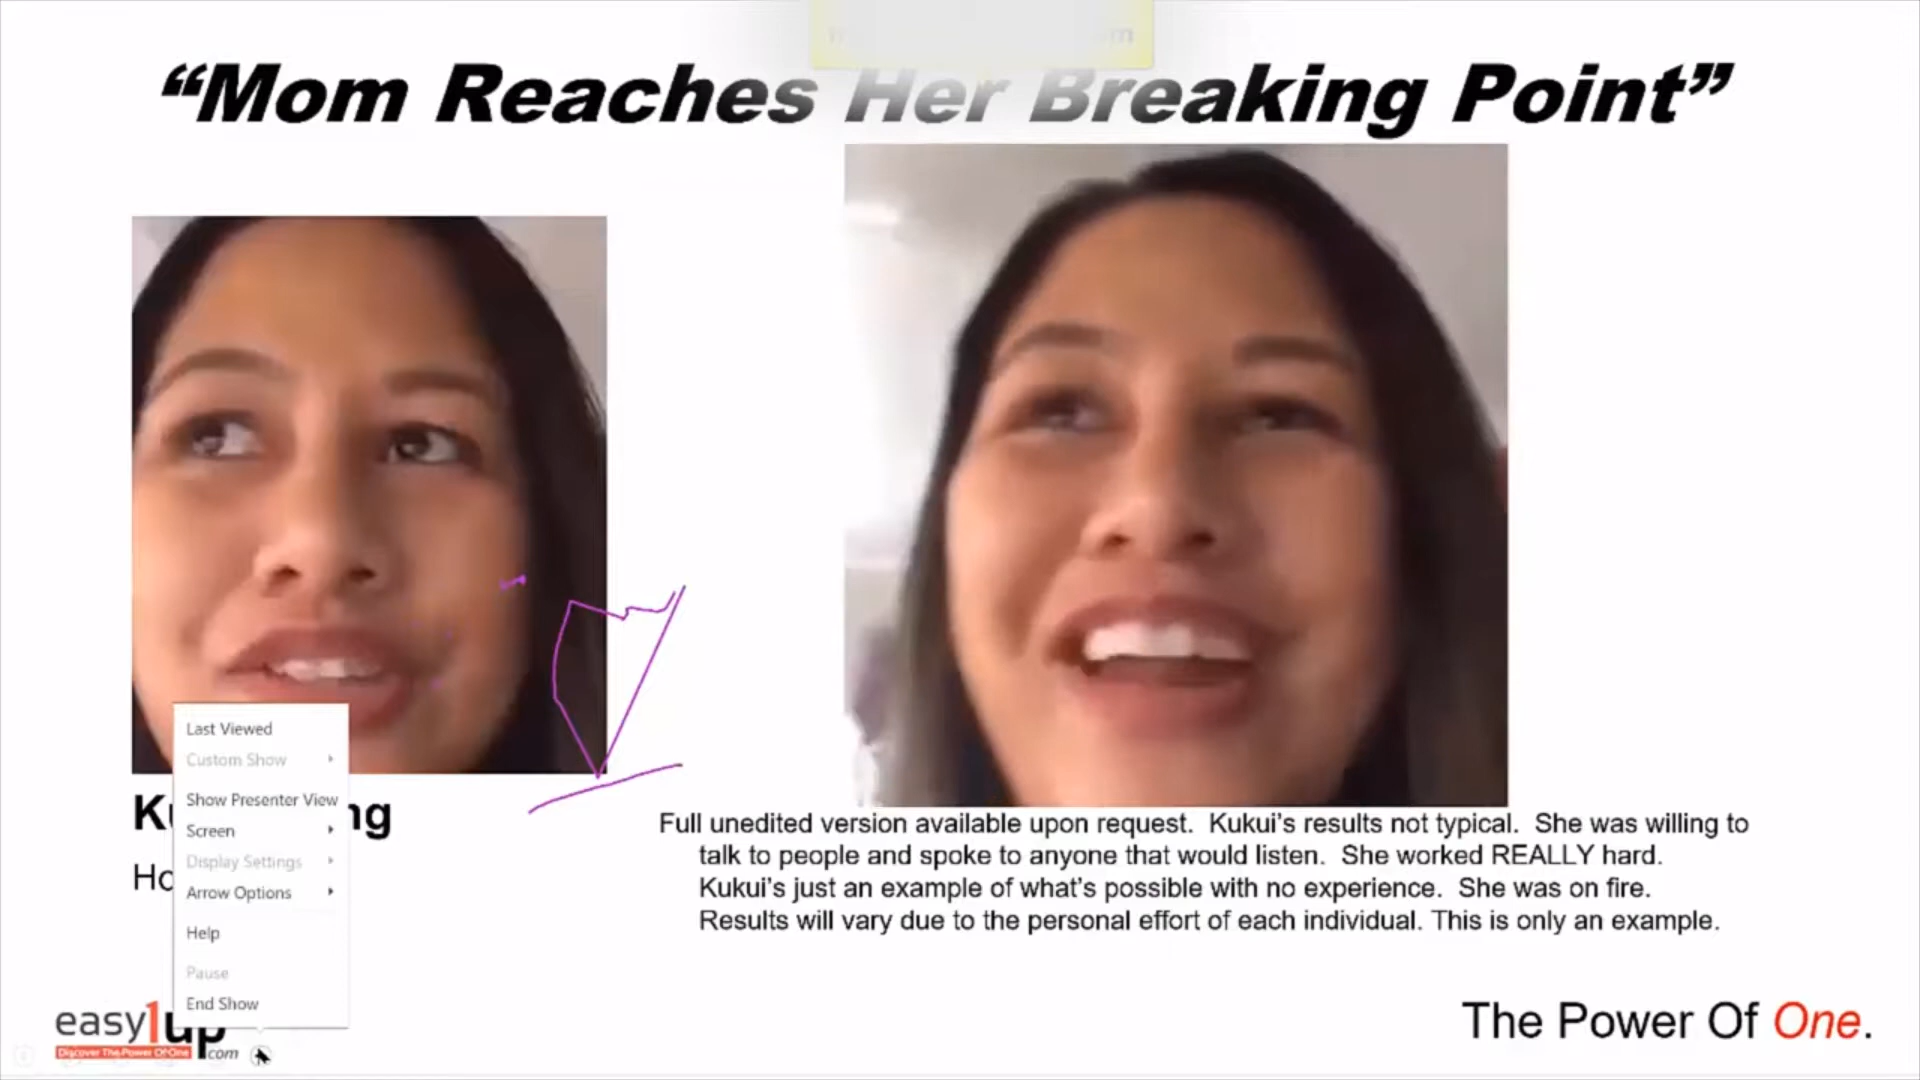 “Mom Reaches Her Breaking Point”
Last Viewed
Custom Show
Show Presenter View
Screen
Display Settings
Arrow Options
Help
Pause
End Show
Full unedited version available upon request. Kukui’s results not typical. She was willing to
talk to people and spoke to anyone that would listen. She worked REALLY hard.
Kukui’s just an example of what’s possible with no experience. She was on fire.
Results will vary due to the personal effort of each individual. This is only an example.
easy1up
Discover The Power Of One .com
The Power Of One.